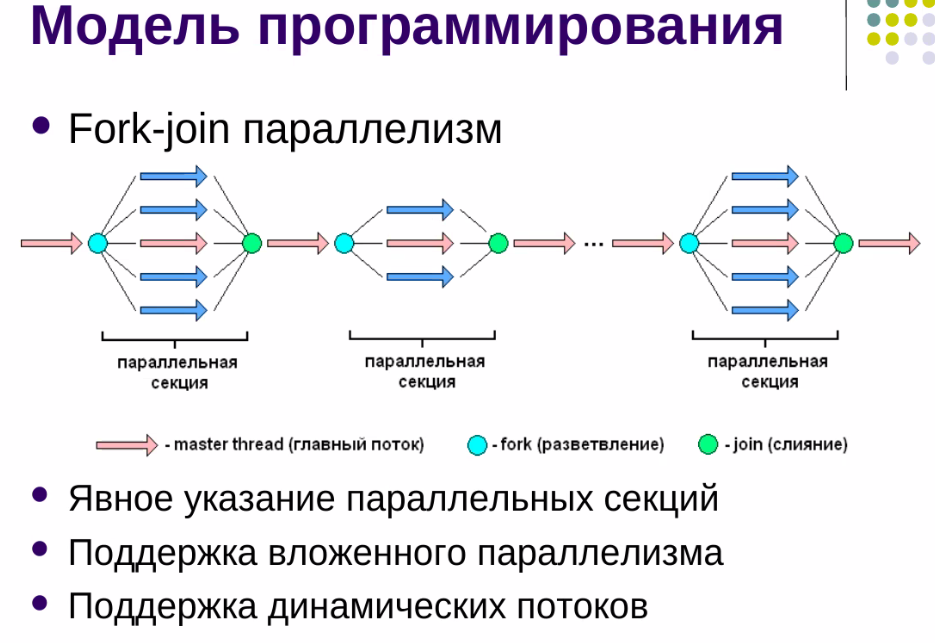 Модель программирования
Fork-join параллелизм
...
параллельная
секция
параллельная
секция
параллельная
секция
- master thread (главный поток)
- fork (разветвление)
- join (слияние)
Явное указание параллельных секций
Поддержка вложенного параллелизма
Поддержка динамических потоков